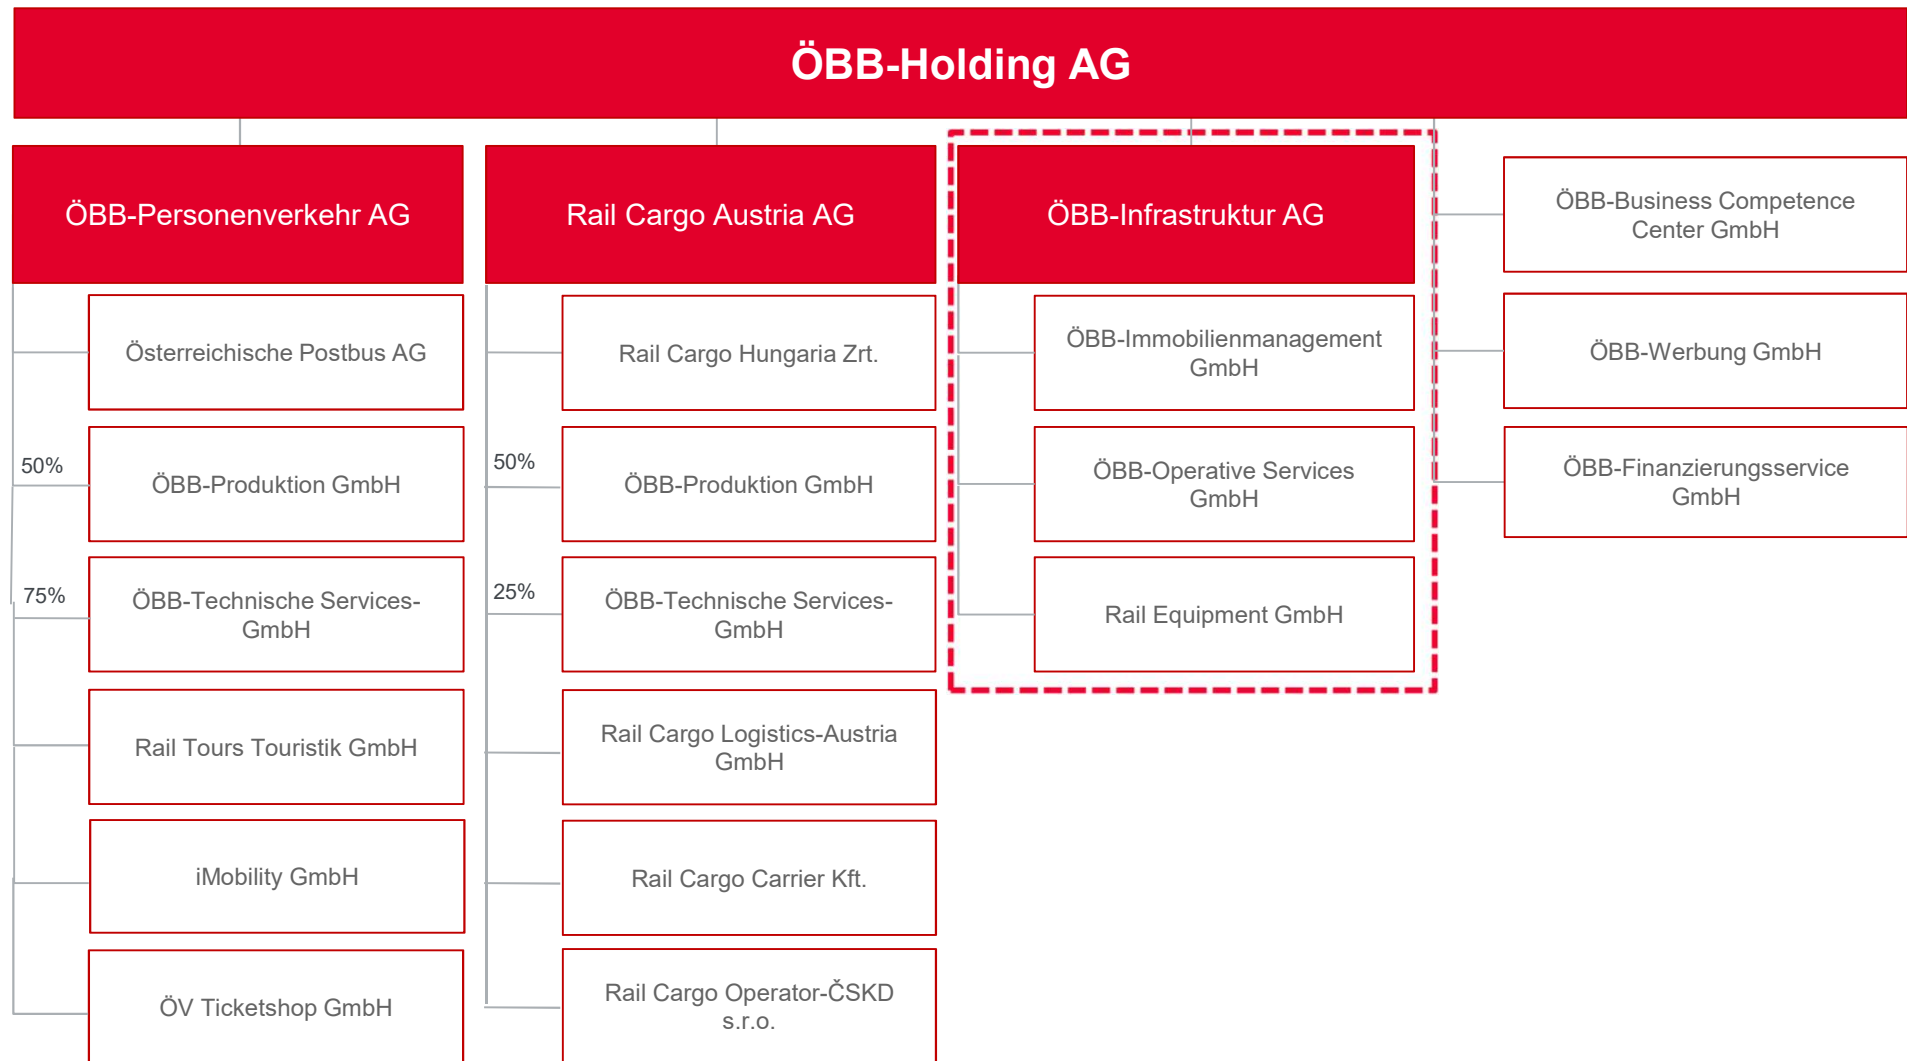 ÖBB-Holding AG
ÖBB-Personenverkehr AG
Österreichische Postbus AG
50%
ÖBB-Produktion GmbH
75%
ÖBB-Technische Services-
GmbH
Rail Tours Touristik GmbH
iMobility GmbH
ÖV Ticketshop GmbH
Rail Cargo Austria AG
Rail Cargo Hungaria Zrt.
50%
ÖBB-Produktion GmbH
25%
ÖBB-Technische Services-
GmbH
Rail Cargo Logistics-Austria
GmbH
Rail Cargo Carrier Kft.
Rail Cargo Operator-ČSKD
s.r.o.
ÖBB-Infrastruktur AG
ÖBB-Immobilienmanagement
GmbH
ÖBB-Operative Services
GmbH
Rail Equipment GmbH
ÖBB-Business Competence
Center GmbH
ÖBB-Werbung GmbH
ÖBB-Finanzierungsservice
GmbH